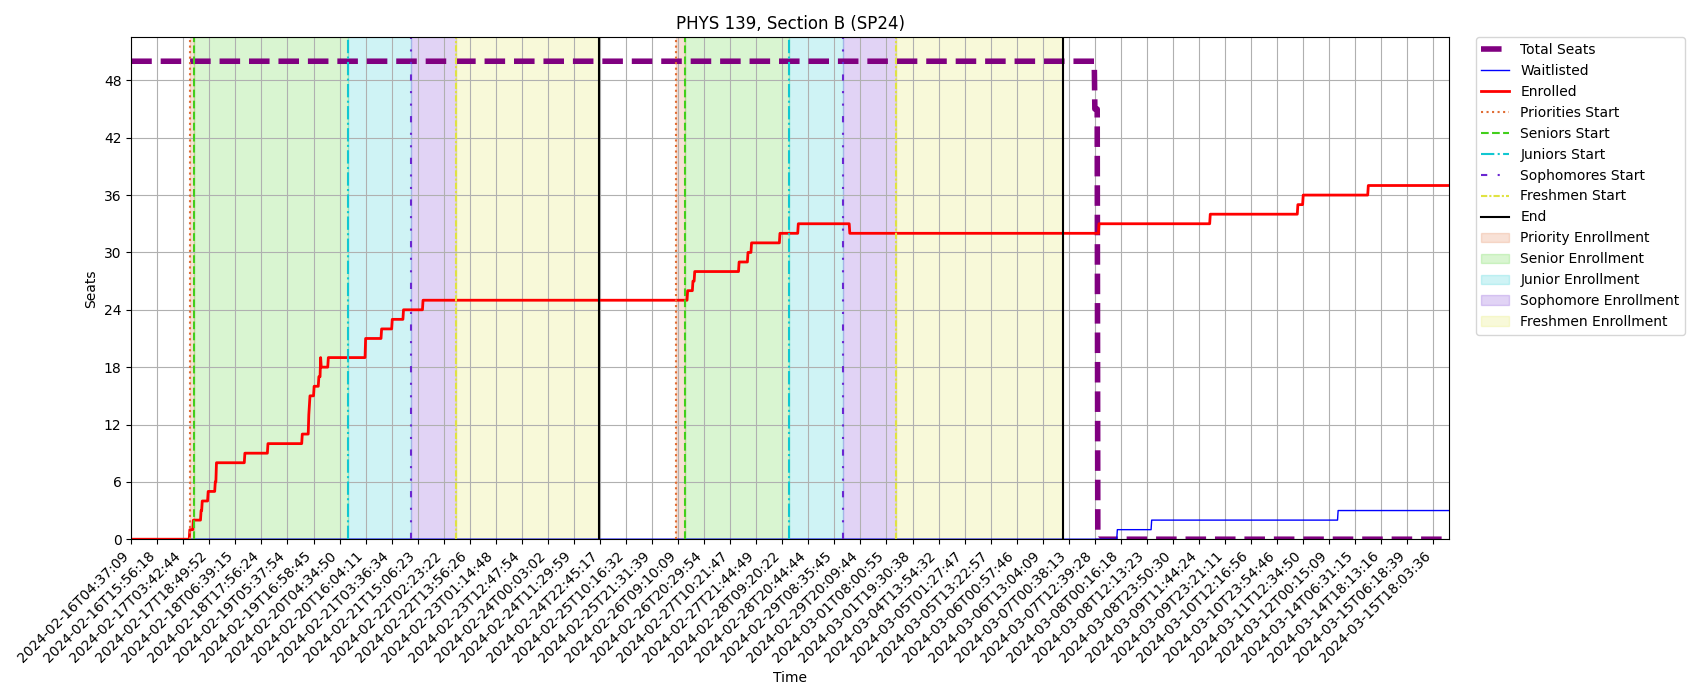 PHYS 139, Section B (SP24)
Total Seats
Waitlisted
Enrolled
Priorities Start
Seniors Start
Juniors Start
Sophomores Start
Freshmen Start
End
Priority Enrollment
Senior Enrollment
Junior Enrollment
Sophomore Enrollment
Freshmen Enrollment
Seats
48
42
36
30
24
18
12
6
0
2024-02-16T04:37:09
2024-02-16T15:56:18
2024-02-17T03:42:44
2024-02-17T18:49:52
2024-02-18T06:39:15
2024-02-18T17:56:24
2024-02-19T05:37:54
2024-02-19T16:58:45
2024-02-20T04:34:50
2024-02-20T16:04:11
2024-02-21T03:36:34
2024-02-21T15:06:23
2024-02-22T02:23:22
2024-02-22T13:56:26
2024-02-23T01:14:48
2024-02-23T12:47:54
2024-02-24T00:03:02
2024-02-24T11:29:59
2024-02-24T22:45:17
2024-02-25T10:16:32
2024-02-25T21:31:39
2024-02-26T09:10:09
2024-02-26T20:29:54
2024-02-27T10:21:47
2024-02-27T21:44:49
2024-02-28T09:20:22
2024-02-28T20:44:44
2024-02-29T08:35:45
2024-02-29T20:09:44
2024-03-01T08:00:55
2024-03-01T19:30:38
2024-03-04T13:54:32
2024-03-05T01:27:47
2024-03-05T13:22:57
2024-03-06T00:57:46
2024-03-06T13:04:09
2024-03-07T00:38:13
2024-03-07T12:39:28
2024-03-08T00:16:18
2024-03-08T12:13:23
2024-03-08T23:50:30
2024-03-09T11:44:24
2024-03-09T23:21:11
2024-03-10T12:16:56
2024-03-10T23:54:46
2024-03-11T12:34:50
2024-03-12T00:15:09
2024-03-14T06:31:15
2024-03-14T18:13:16
2024-03-15T06:18:39
2024-03-15T18:03:36
Time